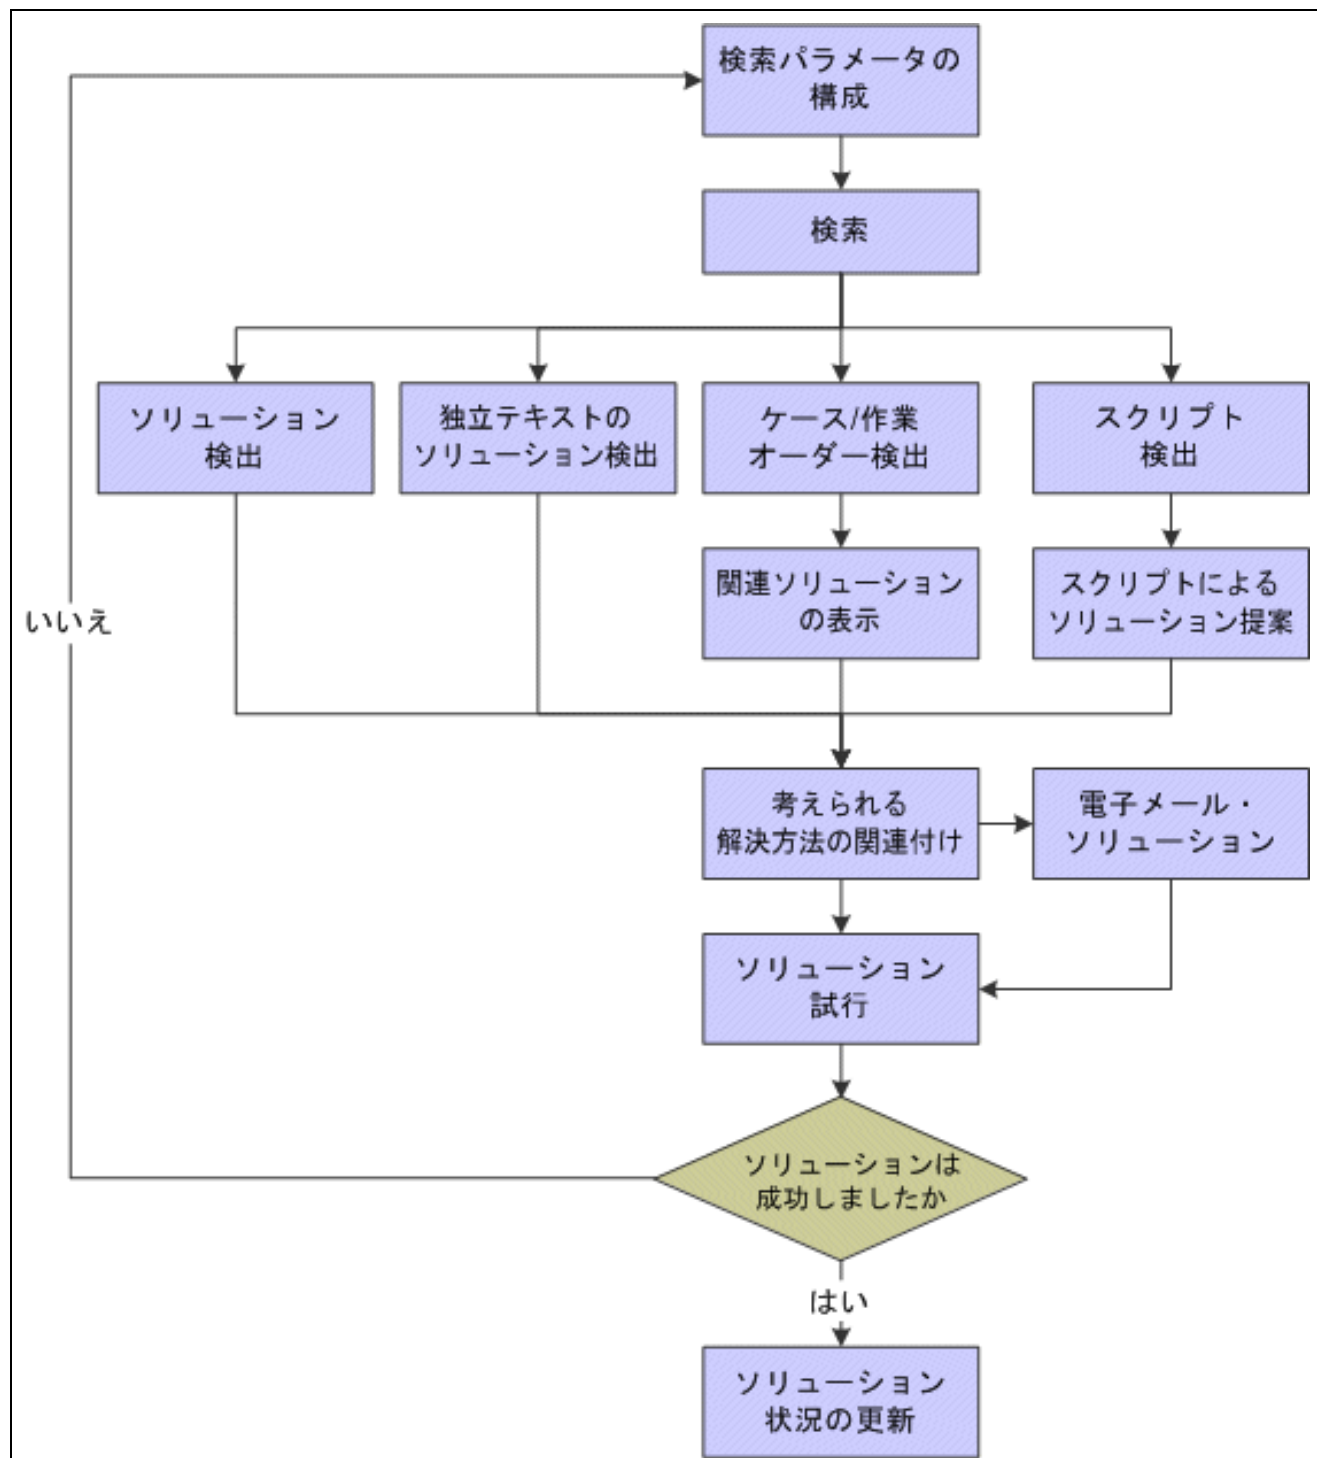 検索パラメータの
構成
検索
ソリューション
検出
独立テキストの
ソリューション検出
ケース/作業
オーダー検出
スクリプト
検出
関連ソリューション
の表示
スクリプトによる
ソリューション提案
いいえ
考えられる
解決方法の関連付け
電子メール・
ソリューション
ソリューション
試行
ソリューションは
成功しましたか
はい
ソリューション
状況の更新